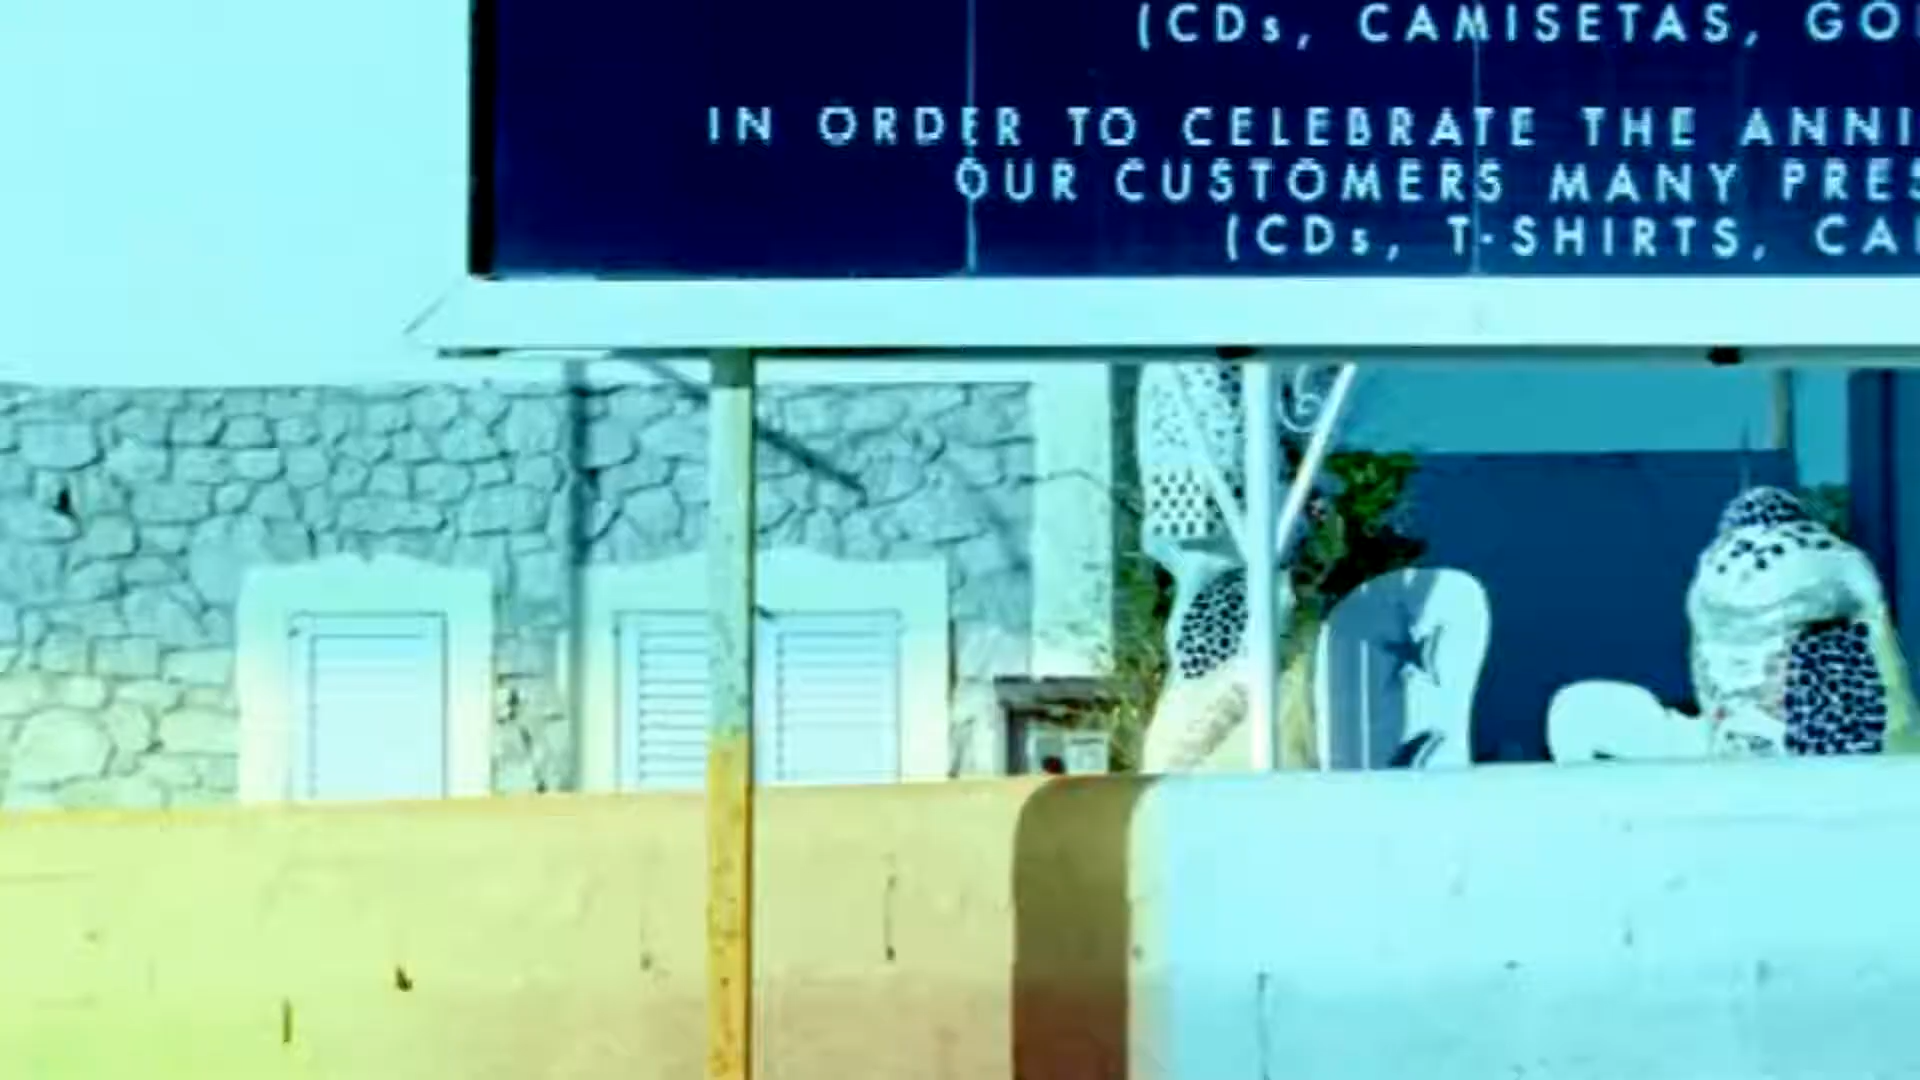 (CDs, CAMISETAS,
IN ORDER TO CELEBRATE THE
OUR CUSTOMERS MANY
(CDs, T-SHIRTS,